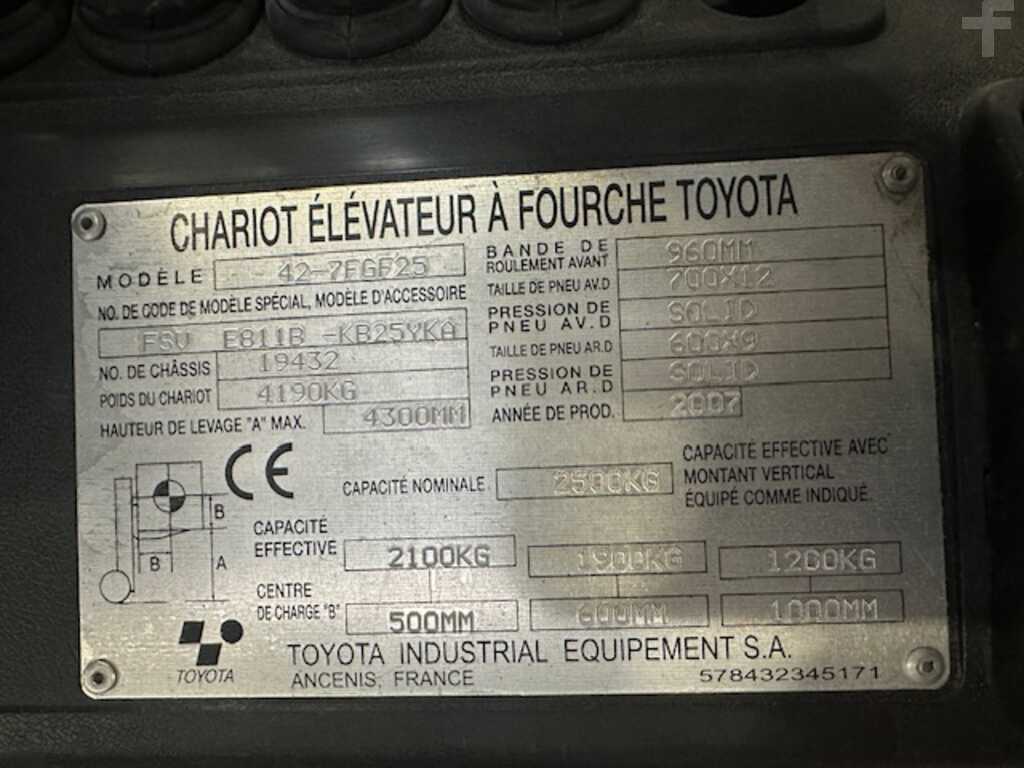 CHARIOT ÉLÉVATEUR À FOURCHE TOYOTA
MODÈLE 42-7FGF25
NO. DE CODE DE MODÈLE SPÉCIAL, MODÈLE D'ACCESSOIRE
FSV E811B -KB25YKA
NO. DE CHÂSSIS 19432
POIDS DU CHARIOT 4190KG
HAUTEUR DE LEVAGE "A" MAX. 4300MM
BANDE DE ROULEMENT AVANT 960MM
TAILLE DE PNEU AV.D 700X12
PRESSION DE PNEU AV.D SOLID
TAILLE DE PNEU AR.D 600X9
PRESSION DE PNEU AR.D SOLID
ANNÉE DE PROD. 2007
CE
CAPACITÉ NOMINALE 2500KG
CAPACITÉ EFFECTIVE AVEC
MONTANT VERTICAL
ÉQUIPÉ COMME INDIQUÉ.
B
B A
CAPACITÉ EFFECTIVE 2100KG 1900KG 1200KG
CENTRE DE CHARGE "B" 500MM 600MM 1000MM
TOYOTA
TOYOTA INDUSTRIAL EQUIPEMENT S.A.
ANCENIS, FRANCE 578432345171
f